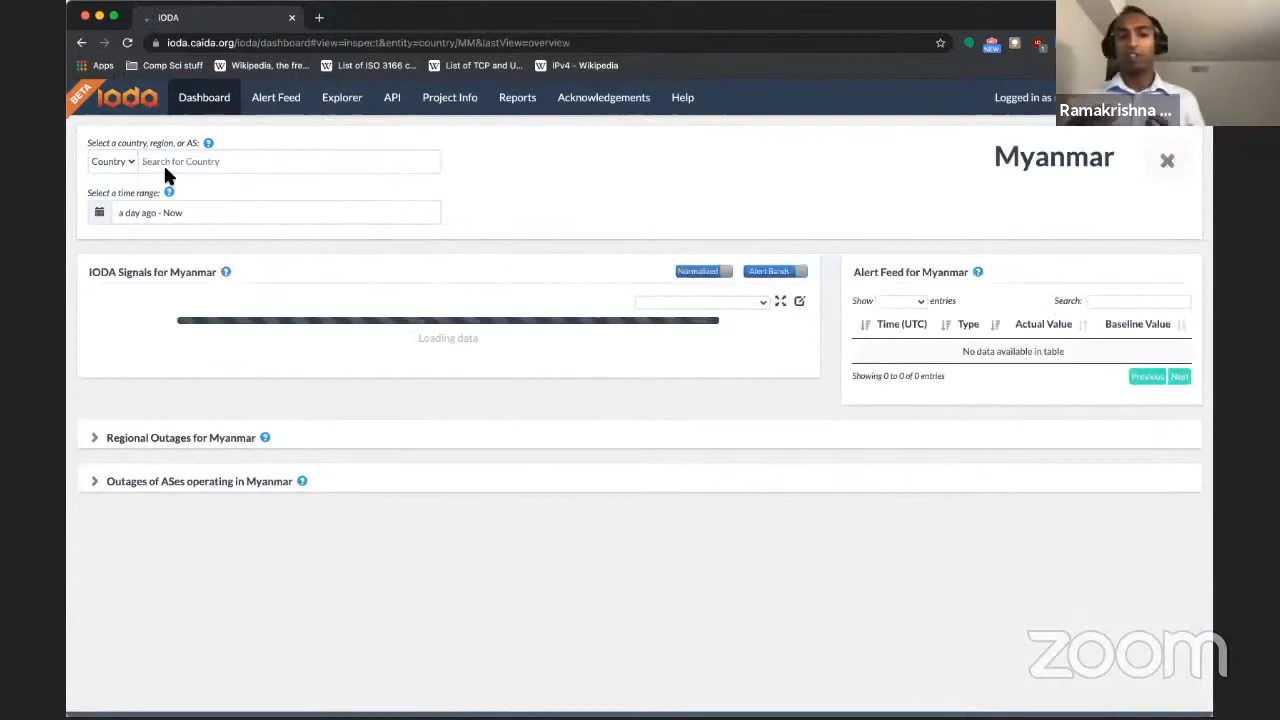 IODA
ioda.caida.org/ioda/dashboard#view=inspect&entity=country/MM&lastView=overview
NEW
Apps Comp Sci stuff Wikipedia, the fre... List of ISO 3166 c... List of TCP and U... IPv4 - Wikipedia
BETA
ioda Dashboard Alert Feed Explorer API Project Info Reports Acknowledgements Help Logged in as
Ramakrishna ...
Select a country, region, or AS:
Country Search for Country
Myanmar
Select a time range:
a day ago - Now
IODA Signals for Myanmar
Normalized Alert Bands
Loading data
Alert Feed for Myanmar
Show entries Search:
Time (UTC) Type Actual Value Baseline Value
No data available in table
Showing 0 to 0 of 0 entries
Previous Next
Regional Outages for Myanmar
Outages of ASes operating in Myanmar
zoom